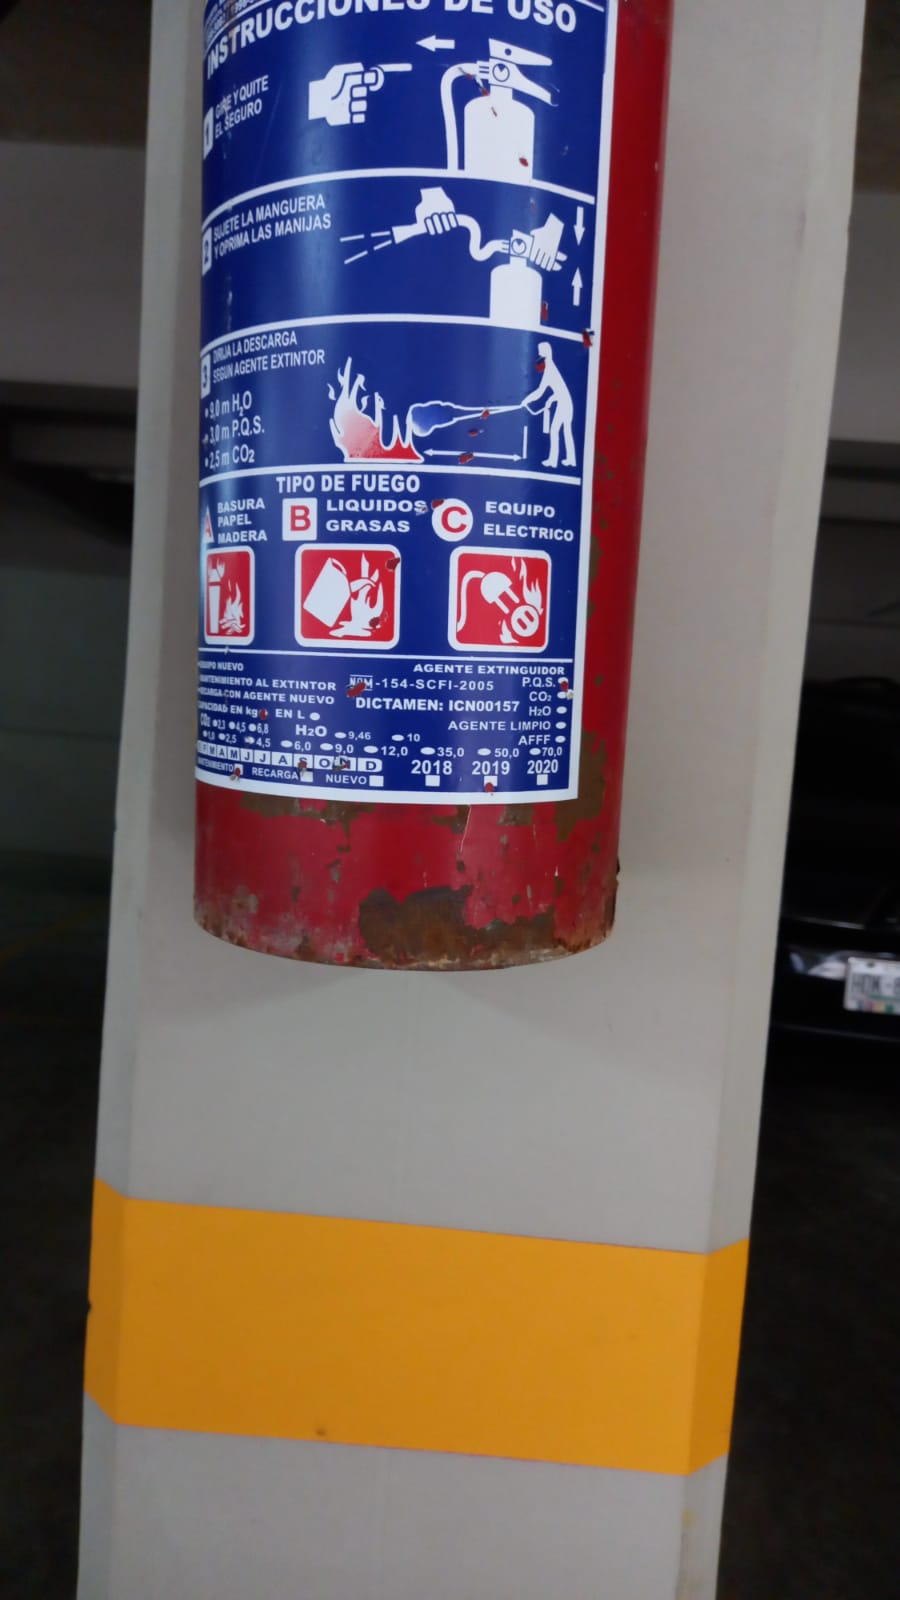 INSTRUCCIONES DE USO
1 GIRE Y QUITE
EL SEGURO
2 SUJETE LA MANGUERA
Y OPRIMA LAS MANIJAS
3 DIRIJA LA DESCARGA
SEGUN AGENTE EXTINTOR
• 9,0 m H₂O
• 3,0 m P.Q.S.
• 2,5 m CO₂
TIPO DE FUEGO
A BASURA
PAPEL
MADERA
B LIQUIDOS
GRASAS
C EQUIPO
ELECTRICO
EQUIPO NUEVO
MANTENIMIENTO AL EXTINTOR
RECARGA CON AGENTE NUEVO
CAPACIDAD EN kg EN L
AGENTE EXTINGUIDOR
NOM-154-SCFI-2005
P.Q.S.
DICTAMEN: ICN00157
CO₂
H₂O
AGENTE LIMPIO
AFFF
CO₂ 2,3 4,5 6,8 H₂O 9,46 10
2,5 4,5 6,0 9,0 12,0 35,0 50,0 70,0
F M A M J J A S O N D
MANTENIMIENTO RECARGA NUEVO 2018 2019 2020